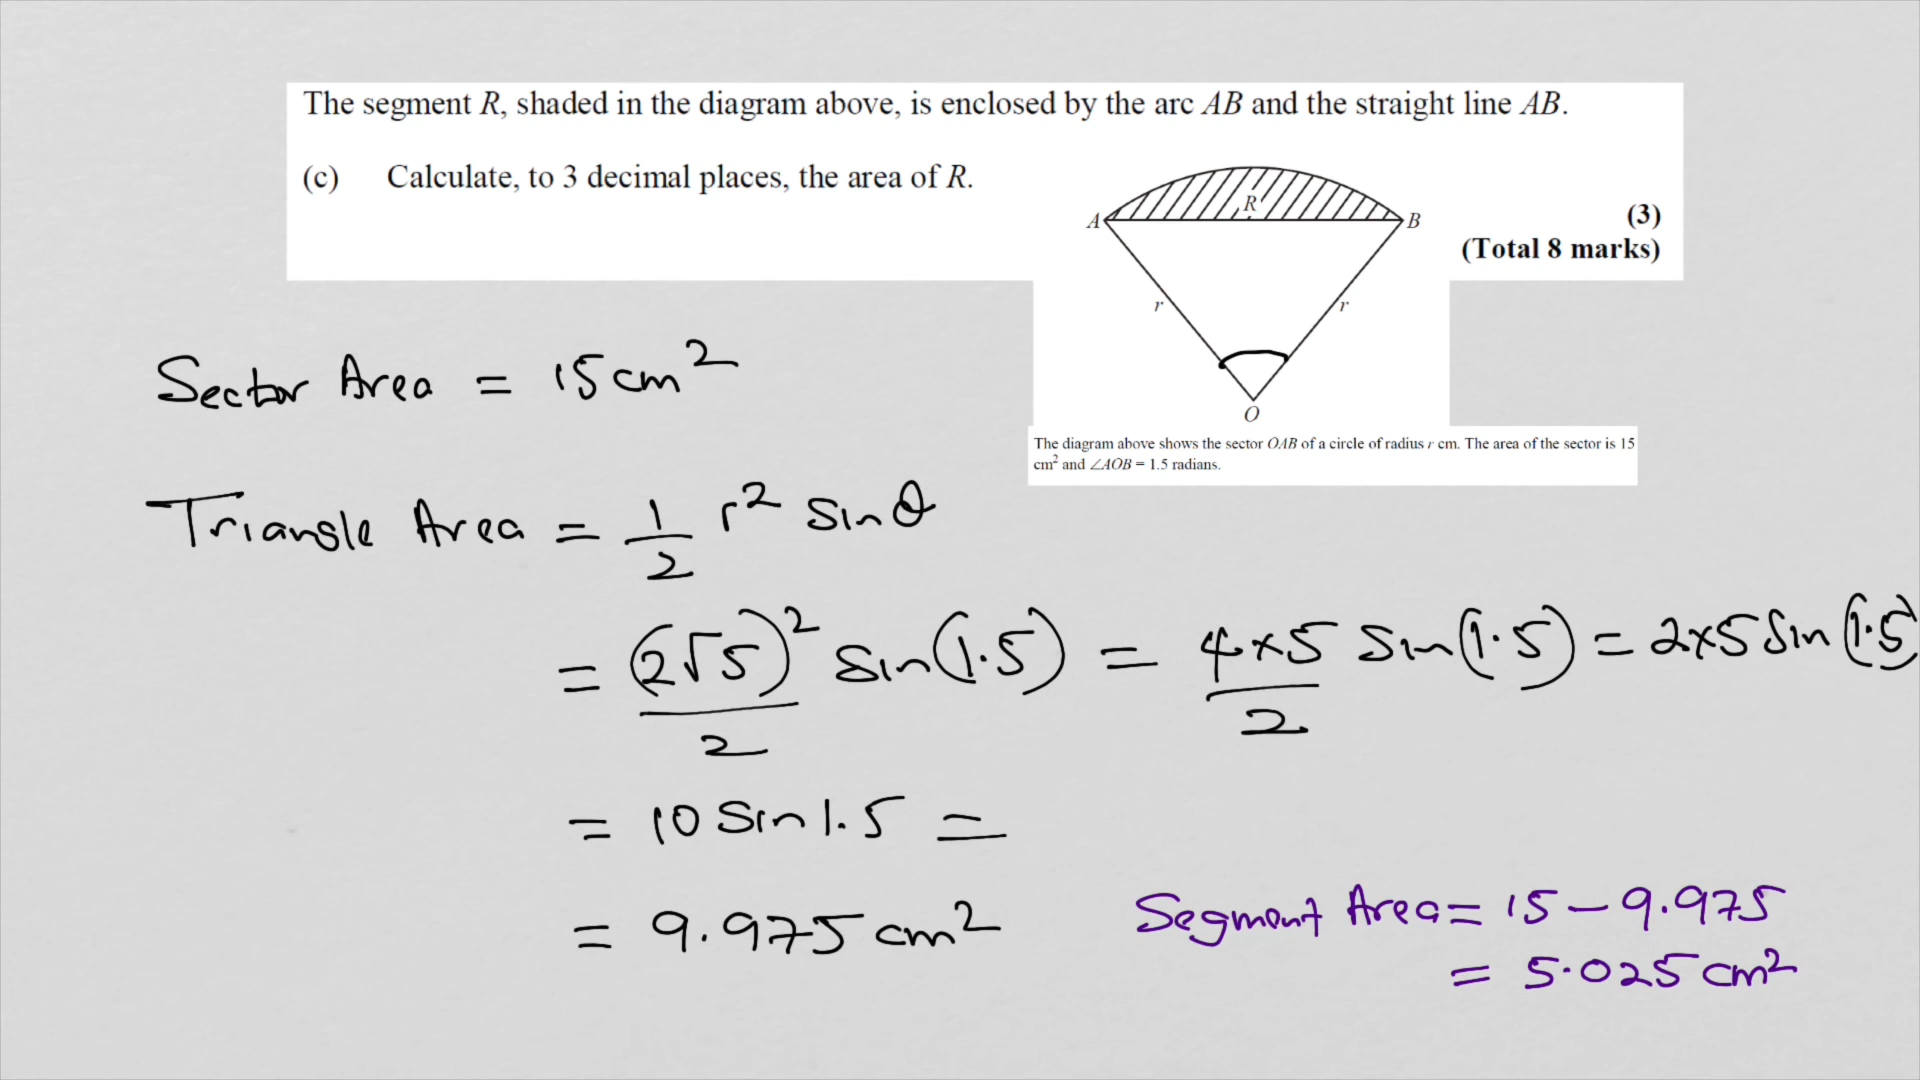 The segment R, shaded in the diagram above, is enclosed by the arc AB and the straight line AB.
(c) Calculate, to 3 decimal places, the area of R.
(3)
(Total 8 marks)
R
A
B
r
r
O
The diagram above shows the sector OAB of a circle of radius r cm. The area of the sector is 15
cm² and ∠AOB = 1.5 radians.
Sector Area = 15cm²
Triangle Area = 1/2 r² sinθ
= (2√5)²/2 sin(1.5) = 4×5/2 sin(1.5) = 2×5 sin(1.5)
= 10 sin 1.5 =
= 9.975 cm²
Segment Area = 15 - 9.975
= 5.025 cm²